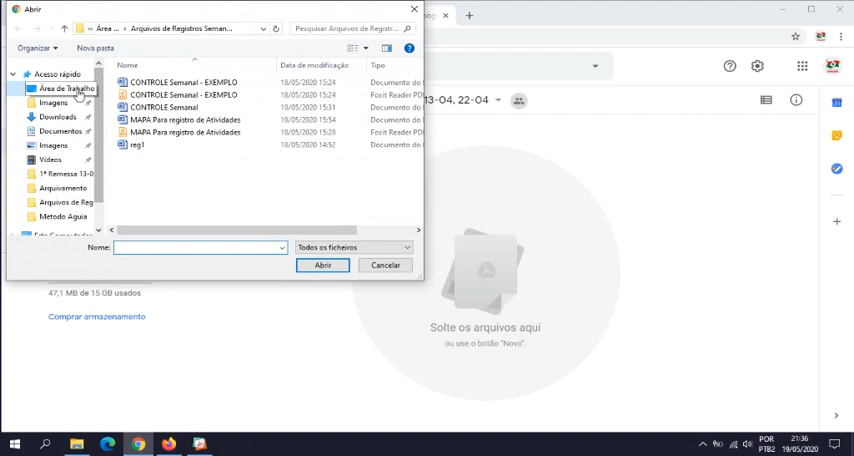 Abrir
« Área ... › Arquivos de Registros Seman...
Pesquisar Arquivos de Registr...
Organizar
Nova pasta
Acesso rápido
Área de Trabalho
Imagens
Downloads
Documentos
Imagens
Vídeos
1ª Remessa 13-0
Arquivamento
Arquivos de Reg
Metodo Aguia
Nome
Data de modificação
Tipo
CONTROLE Semanal - EXEMPLO 18/05/2020 15:24 Documento do
CONTROLE Semanal - EXEMPLO 18/05/2020 15:24 Foxit Reader PD
CONTROLE Semanal 19/05/2020 15:31 Documento do
MAPA Para registro de Atividades 19/05/2020 15:54 Documento do
MAPA Para registro de Atividades 18/05/2020 15:28 Foxit Reader PD
reg1 18/05/2020 14:52 Documento do
Nome:
Todos os ficheiros
Abrir
Cancelar
13-04, 22-04
47,1 MB de 15 GB usados
Comprar armazenamento
Solte os arquivos aqui
ou use o botão "Novo".
POR
PTB2
21:36
19/05/2020